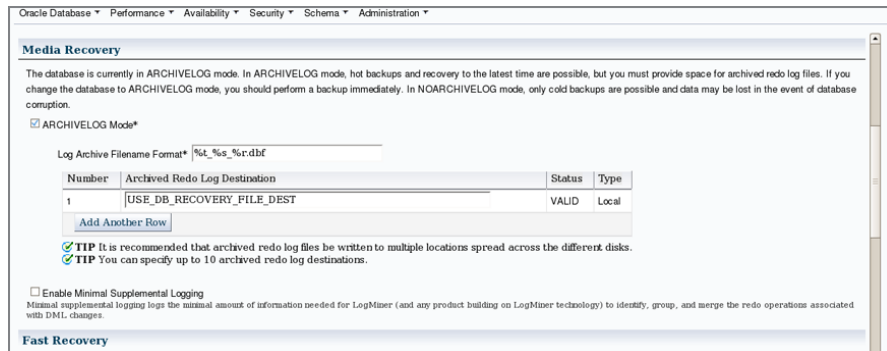 Oracle Database Performance Availability Security Schema Administration
Media Recovery
The database is currently in ARCHIVELOG mode. In ARCHIVELOG mode, hot backups and recovery to the latest time are possible, but you must provide space for archived redo log files. If you
change the database to ARCHIVELOG mode, you should perform a backup immediately. In NOARCHIVELOG mode, only cold backups are possible and data may be lost in the event of database
corruption.
ARCHIVELOG Mode*
Log Archive Filename Format* %t_%s_%r.dbf
Number Archived Redo Log Destination Status Type
1 USE_DB_RECOVERY_FILE_DEST VALID Local
Add Another Row
TIP It is recommended that archived redo log files be written to multiple locations spread across the different disks.
TIP You can specify up to 10 archived redo log destinations.
Enable Minimal Supplemental Logging
Minimal supplemental logging logs the minimal amount of information needed for LogMiner (and any product building on LogMiner technology) to identify, group, and merge the redo operations associated
with DML changes.
Fast Recovery